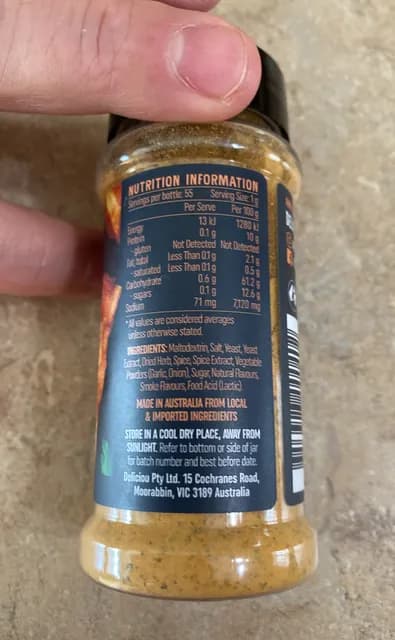 NUTRITION INFORMATION
Servings per bottle: 55 Serving Size: 1g
Per Serve Per 100 g
Energy 13 kJ 1280 kJ
Protein 0.1 g 10 g
- gluten Not Detected Not Detected
Fat, total Less Than 0.1 g 2.1 g
- saturated Less Than 0.1 g 0.5 g
Carbohydrate 0.6 g 61.2 g
- sugars 0.1 g 12.6 g
Sodium 71 mg 7,120 mg
*All values are considered averages
unless otherwise stated.
INGREDIENTS: Maltodextrin, Salt, Yeast, Yeast
Extract, Dried Herb, Spice, Spice Extract, Vegetable
Powders (Garlic, Onion), Sugar, Natural Flavours,
Smoke Flavours, Food Acid (Lactic)
MADE IN AUSTRALIA FROM LOCAL
& IMPORTED INGREDIENTS
STORE IN A COOL DRY PLACE, AWAY FROM
SUNLIGHT. Refer to bottom or side of jar
for batch number and best before date.
Deliciou Pty Ltd. 15 Cochranes Road,
Moorabbin, VIC 3189 Australia